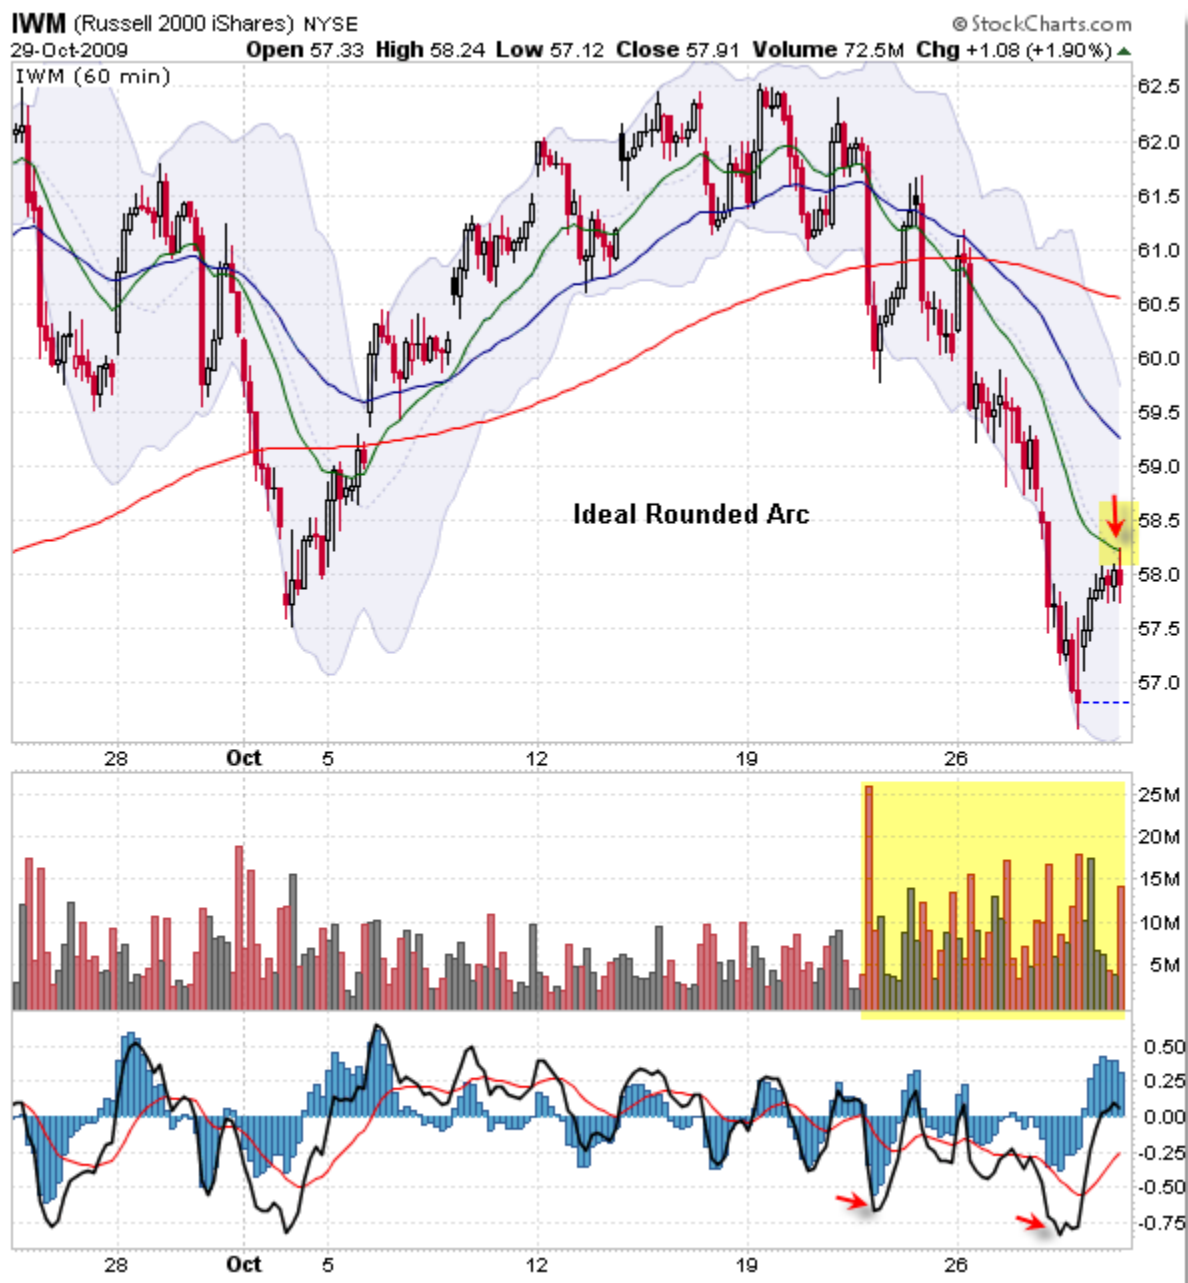 IWM (Russell 2000 iShares) NYSE © StockCharts.com
29-Oct-2009 Open 57.33 High 58.24 Low 57.12 Close 57.91 Volume 72.5M Chg +1.08 (+1.90%)
IWM (60 min)
62.5
62.0
61.5
61.0
60.5
60.0
59.5
59.0
Ideal Rounded Arc
58.5
58.0
57.5
57.0
28 Oct 5 12 19 26
25M
20M
15M
10M
5M
0.50
0.25
0.00
-0.25
-0.50
-0.75
28 Oct 5 12 19 26